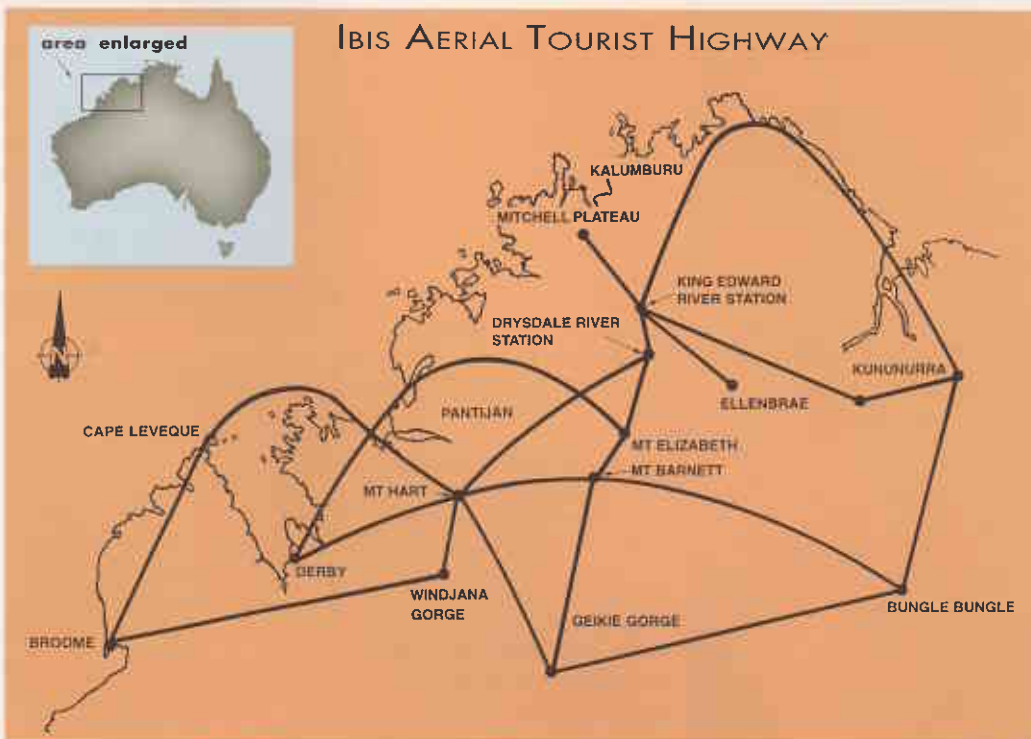 area enlarged
IBIS AERIAL TOURIST HIGHWAY
KALUMBURU
MITCHELL PLATEAU
KING EDWARD
RIVER STATION
DRYSDALE RIVER
STATION
KUNUNURRA
ELLENBRAE
PANTIJAN
CAPE LEVEQUE
MT ELIZABETH
MT BARNETT
MT HART
DERBY
WINDJANA
GORGE
BUNGLE BUNGLE
GEIKIE GORGE
BROOME
N